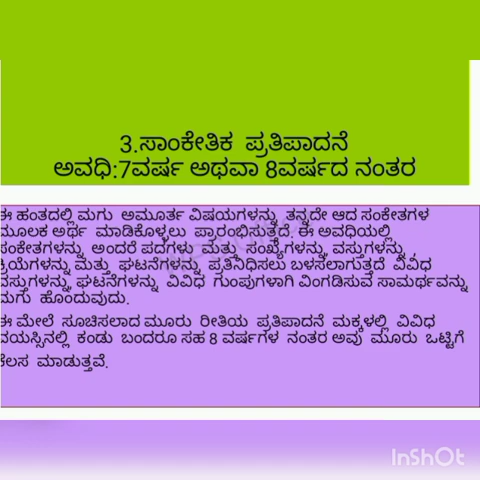 3.ಸಾಂಕೇತಿಕ ಪ್ರತಿಪಾದನೆ
ಅವಧಿ:7ವರ್ಷ ಅಥವಾ 8ವರ್ಷದ ನಂತರ
ಈ ಹಂತದಲ್ಲಿ ಮಗು ಅಮೂರ್ತ ವಿಷಯಗಳನ್ನು ತನ್ನದೇ ಆದ ಸಂಕೇತಗಳ
ಮೂಲಕ ಅರ್ಥ ಮಾಡಿಕೊಳ್ಳಲು ಪ್ರಾರಂಭಿಸುತ್ತದೆ. ಈ ಅವಧಿಯಲ್ಲಿ
ಸಂಕೇತಗಳನ್ನು ಅಂದರೆ ಪದಗಳು ಮತ್ತು ಸಂಖ್ಯೆಗಳನ್ನು, ವಸ್ತುಗಳನ್ನು ,
ಕ್ರಿಯೆಗಳನ್ನು ಮತ್ತು ಘಟನೆಗಳನ್ನು ಪ್ರತಿನಿಧಿಸಲು ಬಳಸಲಾಗುತ್ತದೆ ವಿವಿಧ
ವಸ್ತುಗಳನ್ನು, ಘಟನೆಗಳನ್ನು ವಿವಿಧ ಗುಂಪುಗಳಾಗಿ ವಿಂಗಡಿಸುವ ಸಾಮರ್ಥವನ್ನು
ಮಗು ಹೊಂದುವುದು.
ಈ ಮೇಲೆ ಸೂಚಿಸಲಾದ ಮೂರು ರೀತಿಯ ಪ್ರತಿಪಾದನೆ ಮಕ್ಕಳಲ್ಲಿ ವಿವಿಧ
ವಯಸ್ಸಿನಲ್ಲಿ ಕಂಡು ಬಂದರೂ ಸಹ 8 ವರ್ಷಗಳ ನಂತರ ಅವು ಮೂರು ಒಟ್ಟಿಗೆ
ಕೆಲಸ ಮಾಡುತ್ತವೆ.
InShOt